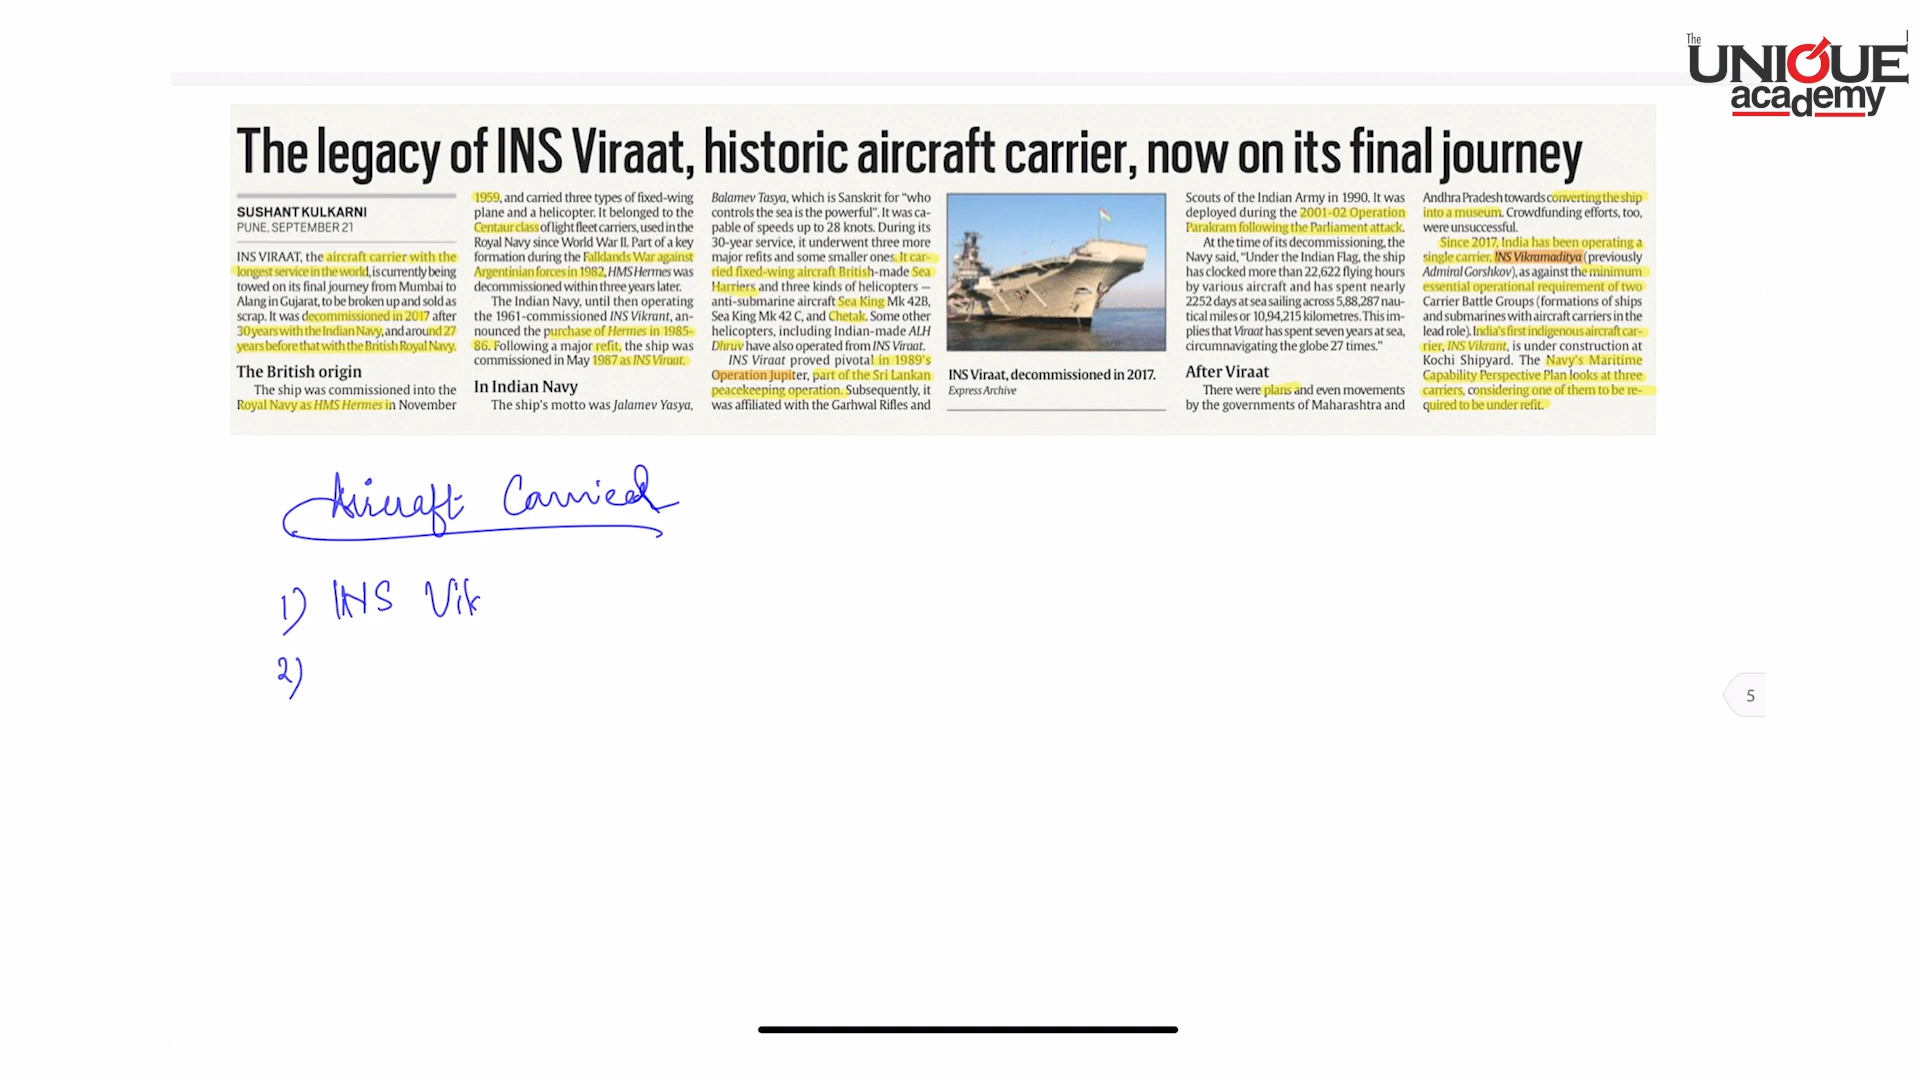 The
UNIQUE
academy
The legacy of INS Viraat, historic aircraft carrier, now on its final journey
SUSHANT KULKARNI
PUNE, SEPTEMBER 21
INS VIRAAT, the aircraft carrier with the
longest service in the world, is currently being
towed on its final journey from Mumbai to
Alang in Gujarat, to be broken up and sold as
scrap. It was decommissioned in 2017 after
30 years with the Indian Navy, and around 27
years before that with the British Royal Navy.
The British origin
The ship was commissioned into the
Royal Navy as HMS Hermes in November
1959, and carried three types of fixed-wing
plane and a helicopter. It belonged to the
Centaur class of light fleet carriers, used in the
Royal Navy since World War II. Part of a key
formation during the Falklands War against
Argentinian forces in 1982, HMS Hermes was
decommissioned within three years later.
The Indian Navy, until then operating
the 1961-commissioned INS Vikrant, an-
nounced the purchase of Hermes in 1985-
86. Following a major refit, the ship was
commissioned in May 1987 as INS Viraat.
In Indian Navy
The ship's motto was Jalamev Yasya,
Balamev Tasya, which is Sanskrit for "who
controls the sea is the powerful". It was ca-
pable of speeds up to 28 knots. During its
30-year service, it underwent three more
major refits and some smaller ones. It car-
ried fixed-wing aircraft British-made Sea
Harriers and three kinds of helicopters —
anti-submarine aircraft Sea King Mk 42B,
Sea King Mk 42 C, and Chetak. Some other
helicopters, including Indian-made ALH
Dhruv have also operated from INS Viraat.
INS Viraat proved pivotal in 1989's
Operation Jupiter, part of the Sri Lankan
peacekeeping operation. Subsequently, it
was affiliated with the Garhwal Rifles and
INS Viraat, decommissioned in 2017.
Express Archive
Scouts of the Indian Army in 1990. It was
deployed during the 2001-02 Operation
Parakram following the Parliament attack.
At the time of its decommissioning, the
Navy said, "Under the Indian Flag, the ship
has clocked more than 22,622 flying hours
by various aircraft and has spent nearly
2252 days at sea sailing across 5,88,287 nau-
tical miles or 10,94,215 kilometres. This im-
plies that Viraat has spent seven years at sea,
circumnavigating the globe 27 times."
After Viraat
There were plans and even movements
by the governments of Maharashtra and
Andhra Pradesh towards converting the ship
into a museum. Crowdfunding efforts, too,
were unsuccessful.
Since 2017, India has been operating a
single carrier, INS Vikramaditya (previously
Admiral Gorshkov), as against the minimum
essential operational requirement of two
Carrier Battle Groups (formations of ships
and submarines with aircraft carriers in the
lead role). India's first indigenous aircraft car-
rier, INS Vikrant, is under construction at
Kochi Shipyard. The Navy's Maritime
Capability Perspective Plan looks at three
carriers, considering one of them to be re-
quired to be under refit.
Aircraft Carried
1) INS Vik
2)
5